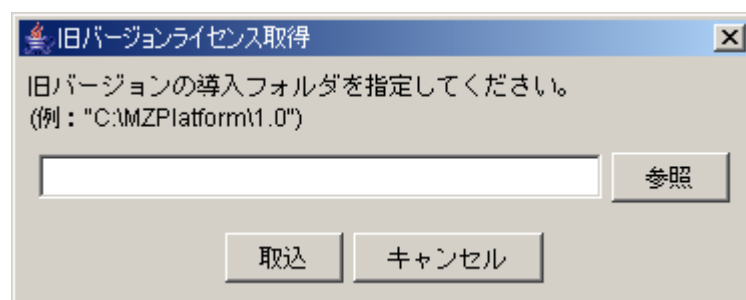 旧バージョンライセンス取得
旧バージョンの導入フォルダを指定してください。
(例："C:\MZPlatform\1.0")
参照
取込 キャンセル